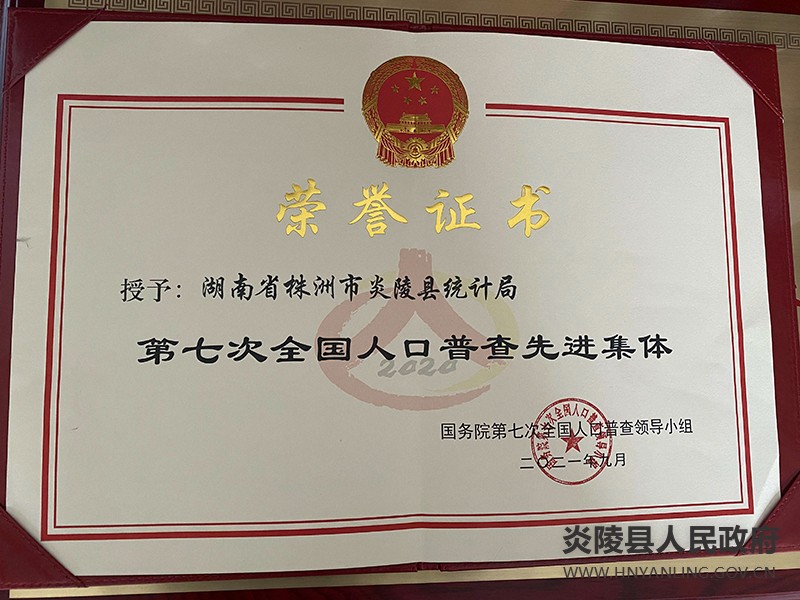 荣誉证书
授予：湖南省株洲市炎陵县统计局
第七次全国人口普查先进集体
2020
国务院第七次全国人口普查领导小组
二〇二一年九月
炎陵县人民政府
WWW.HNYANLING.GOV.CN